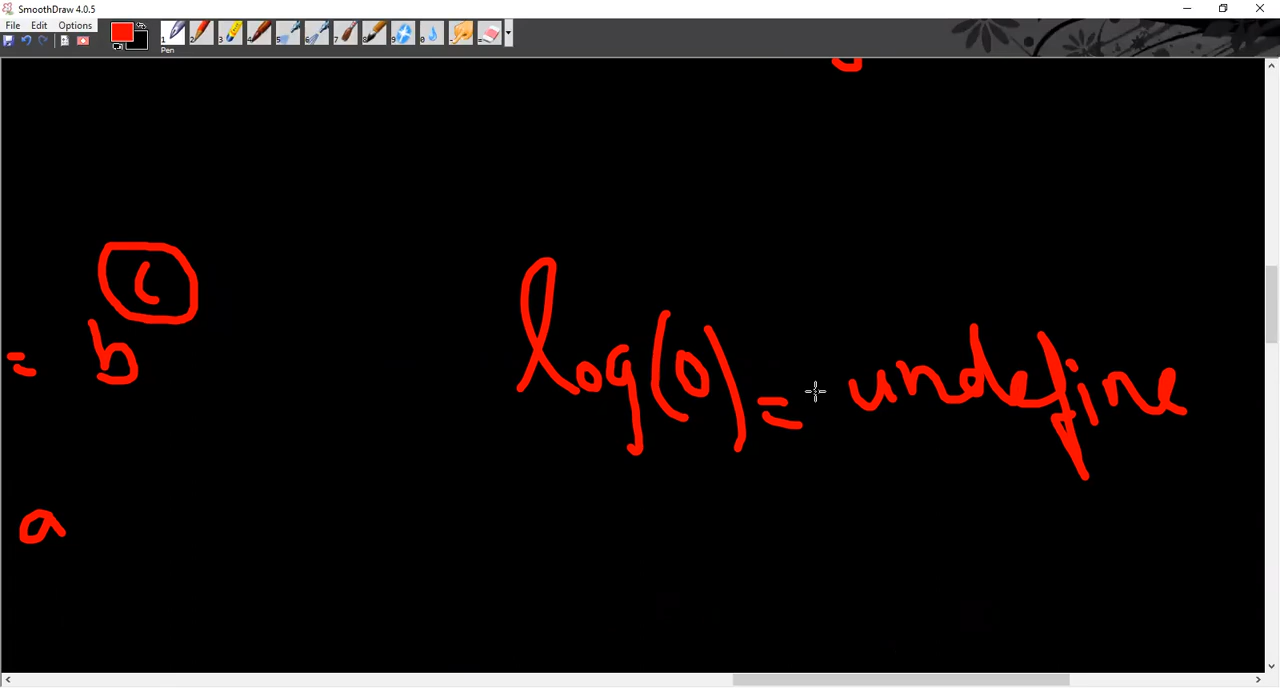 SmoothDraw 4.0.5
File Edit Options
Pen
c
= b
log(0) = undefine
a